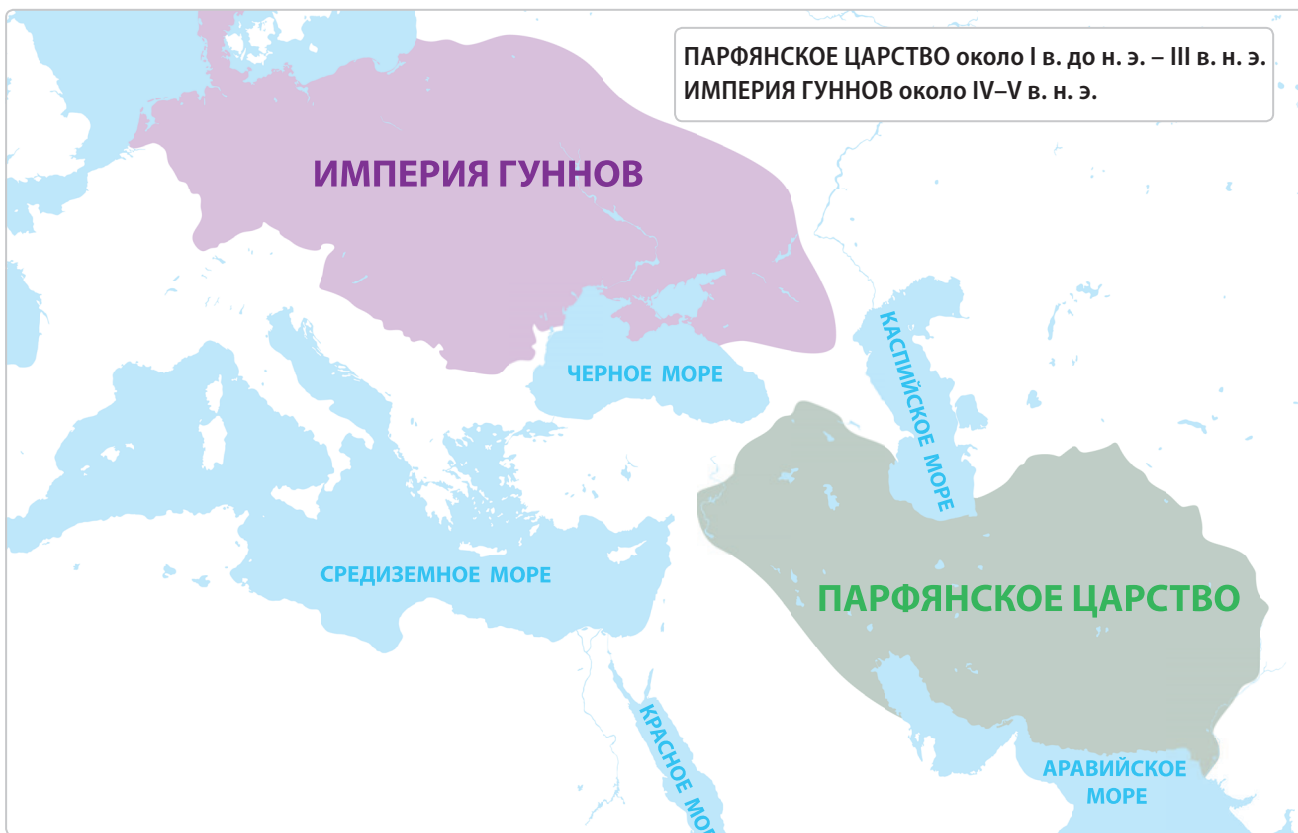 ПАРФЯНСКОЕ ЦАРСТВО около I в. до н. э. – III в. н. э.
ИМПЕРИЯ ГУННОВ около IV–V в. н. э.
ИМПЕРИЯ ГУННОВ
ЧЕРНОЕ МОРЕ
КАСПИЙСКОЕ МОРЕ
СРЕДИЗЕМНОЕ МОРЕ
ПАРФЯНСКОЕ ЦАРСТВО
КРАСНОЕ МОР
АРАВИЙСКОЕ
МОРЕ